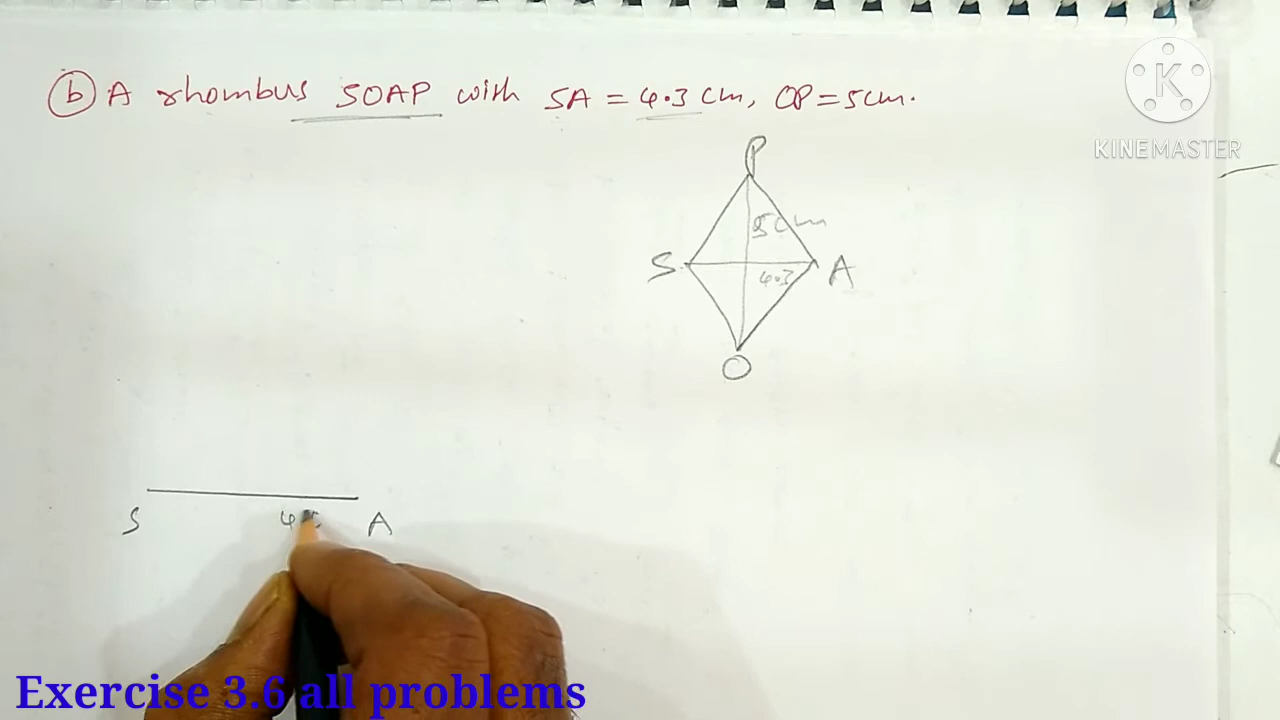 (b) A rhombus SOAP with SA = 4.3 cm, OP = 5cm.
K
KINEMASTER
P
5cm
S 4.3 A
O
S A
Exercise 3.6 all problems